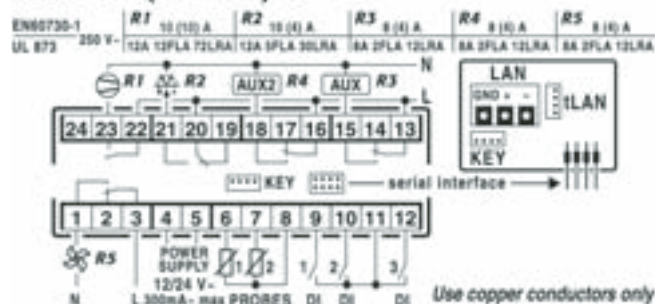 EN60730-1
UL 873
250 V~
R1 10 (10) A
12A 12FLA 72LRA
R2 10 (4) A
12A 5FLA 30LRA
R3 8 (4) A
8A 2FLA 12LRA
R4 8 (4) A
8A 2FLA 12LRA
R5 8 (4) A
8A 2FLA 12LRA
N
R1 R2 AUX2 R4 AUX R3
L
24 23 22 21 20 19 18 17 16 15 14 13
LAN
GND + -
tLAN
KEY
KEY
serial interface
1 2 3 4 5 6 7 8 9 10 11 12
R5
POWER
SUPPLY
12/24 V~
1 2 1 2 3
N L 300mA~ max PROBES DI DI DI
Use copper conductors only